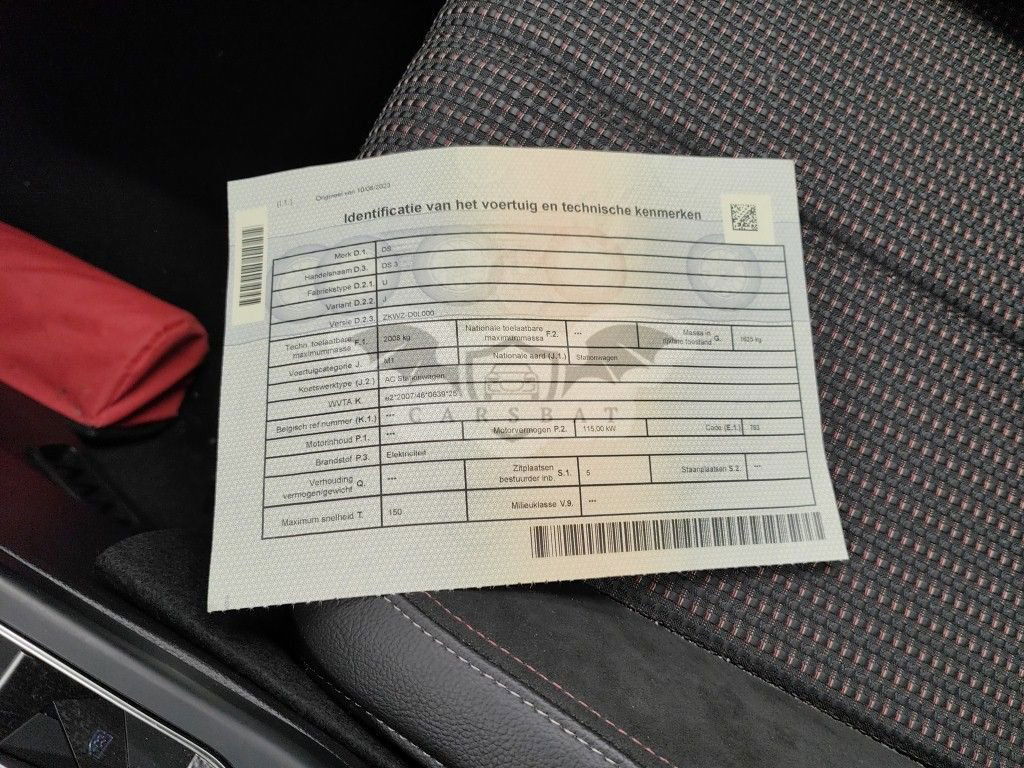 (I.1.) Origineel van 10/08/2023
Identificatie van het voertuig en technische kenmerken
Merk D.1. DS
Handelsnaam D.3. DS 3
Fabriekstype D.2.1. U
Variant D.2.2. J
Versie D.2.3. ZKWZ-D0L000
Techn. toelaatbare maximummassa F.1. 2008 kg Nationale toelaatbare maximummassa F.2. --- Massa in rijklare toestand G. 1625 kg
Voertuigcategorie J. M1 Nationale aard (J.1.) Stationwagen
Koetswerktype (J.2.) AC Stationwagen
WVTA K. e2*2007/46*0639*25
Belgisch ref nummer (K.1.) ---
Motorinhoud P.1. --- Motorvermogen P.2. 115,00 kW Code (E.1.) 783
Brandstof P.3. Elektriciteit
Verhouding vermogen/gewicht Q. --- Zitplaatsen bestuurder inb. S.1. 5 Staanplaatsen S.2. ---
Maximum snelheid T. 150 Milieuklasse V.9. ---
CARSBAT